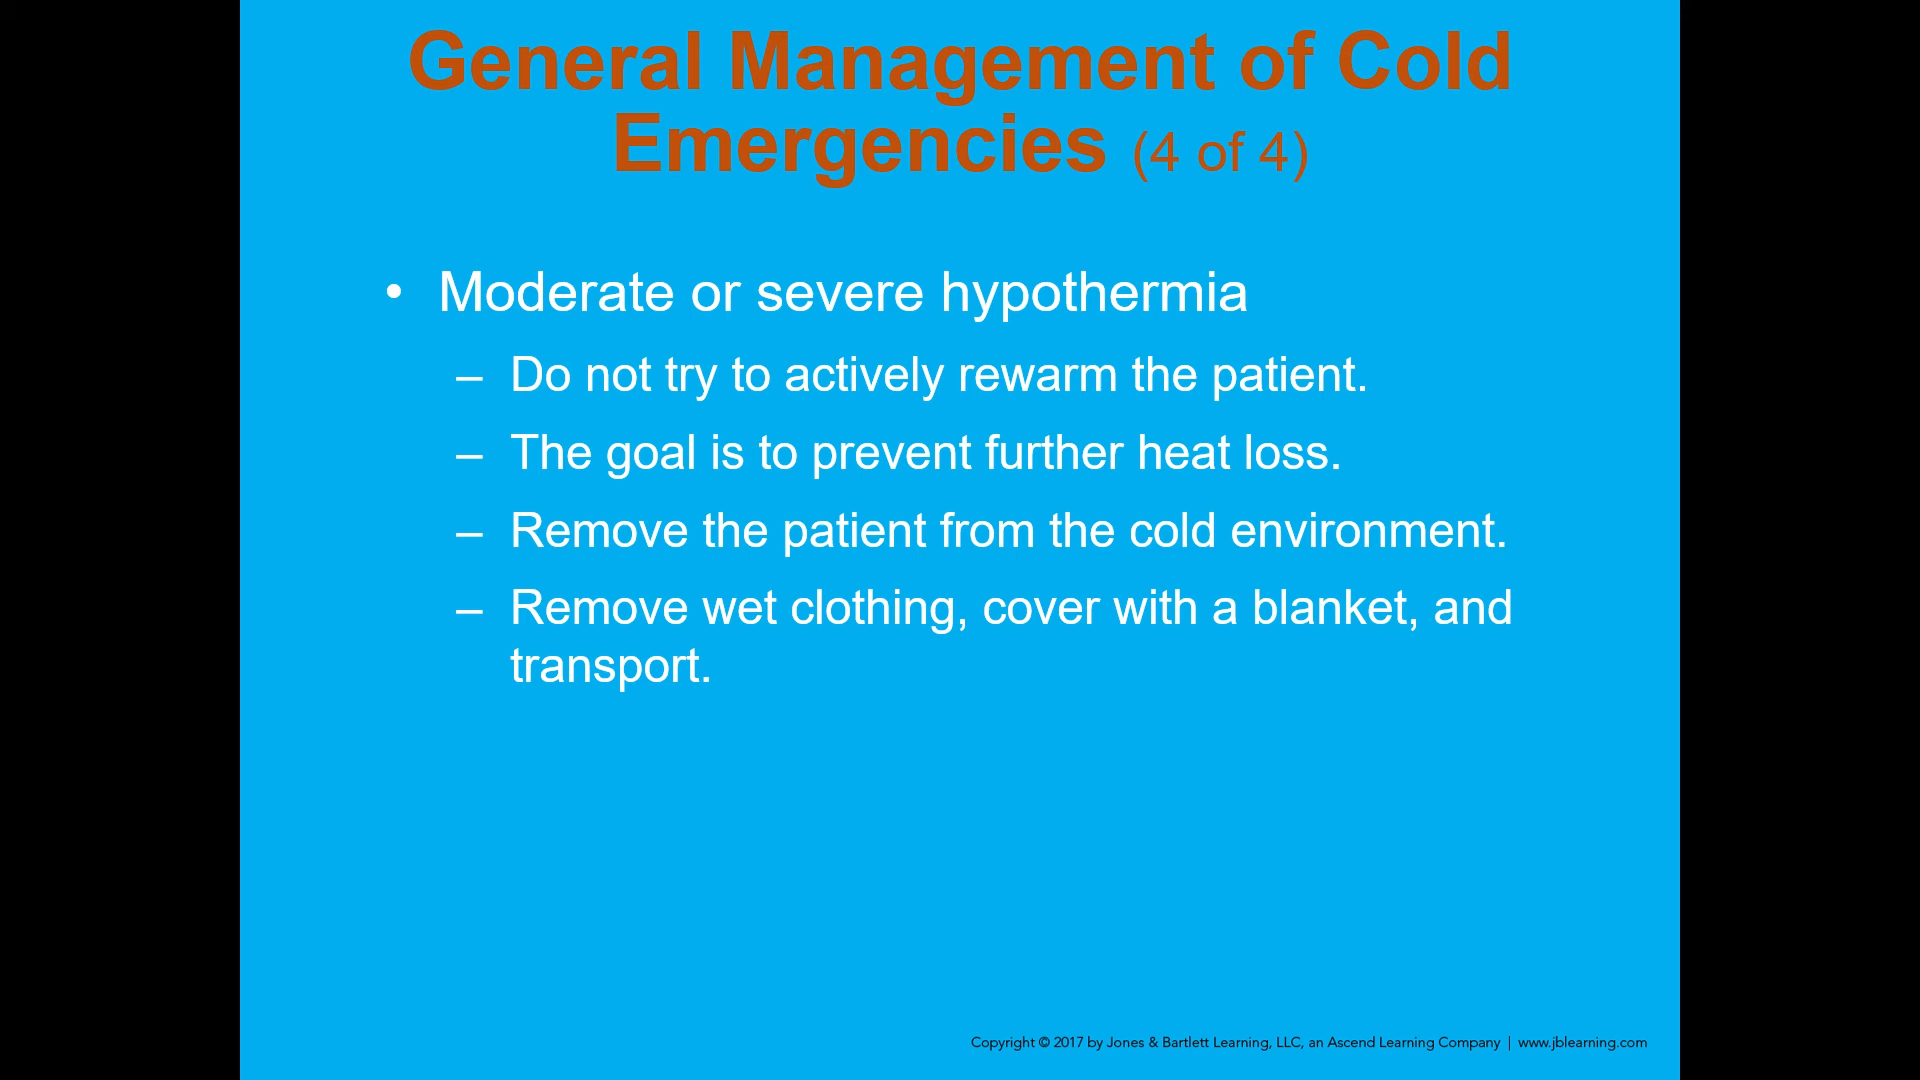 General Management of Cold
Emergencies (4 of 4)
• Moderate or severe hypothermia
– Do not try to actively rewarm the patient.
– The goal is to prevent further heat loss.
– Remove the patient from the cold environment.
– Remove wet clothing, cover with a blanket, and
transport.
Copyright © 2017 by Jones & Bartlett Learning, LLC, an Ascend Learning Company | www.jblearning.com